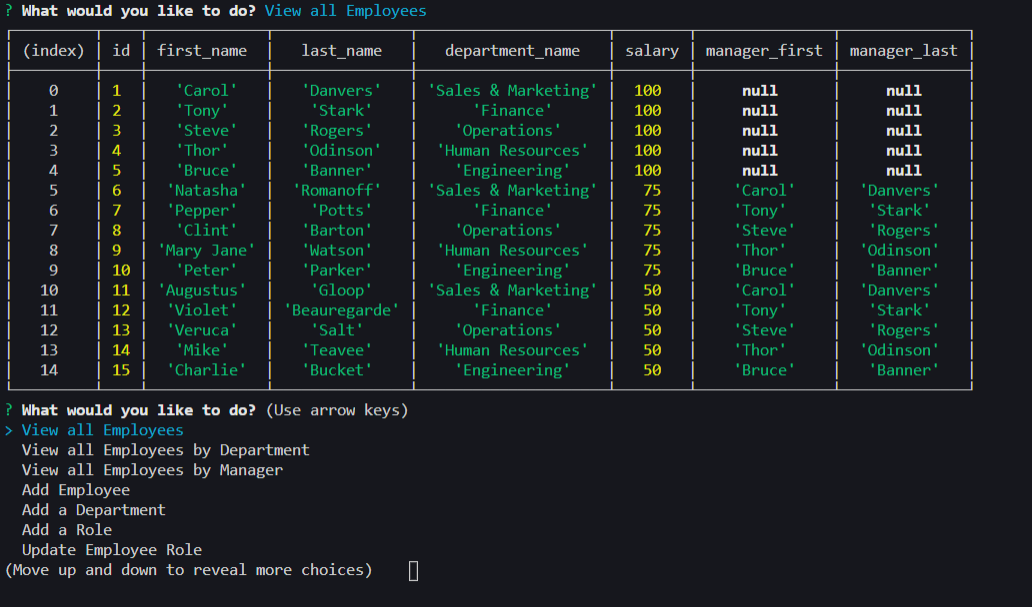 ? What would you like to do? View all Employees
(index) id first_name last_name department_name salary manager_first manager_last
0 1 'Carol' 'Danvers' 'Sales & Marketing' 100 null null
1 2 'Tony' 'Stark' 'Finance' 100 null null
2 3 'Steve' 'Rogers' 'Operations' 100 null null
3 4 'Thor' 'Odinson' 'Human Resources' 100 null null
4 5 'Bruce' 'Banner' 'Engineering' 100 null null
5 6 'Natasha' 'Romanoff' 'Sales & Marketing' 75 'Carol' 'Danvers'
6 7 'Pepper' 'Potts' 'Finance' 75 'Tony' 'Stark'
7 8 'Clint' 'Barton' 'Operations' 75 'Steve' 'Rogers'
8 9 'Mary Jane' 'Watson' 'Human Resources' 75 'Thor' 'Odinson'
9 10 'Peter' 'Parker' 'Engineering' 75 'Bruce' 'Banner'
10 11 'Augustus' 'Gloop' 'Sales & Marketing' 50 'Carol' 'Danvers'
11 12 'Violet' 'Beauregarde' 'Finance' 50 'Tony' 'Stark'
12 13 'Veruca' 'Salt' 'Operations' 50 'Steve' 'Rogers'
13 14 'Mike' 'Teavee' 'Human Resources' 50 'Thor' 'Odinson'
14 15 'Charlie' 'Bucket' 'Engineering' 50 'Bruce' 'Banner'
? What would you like to do? (Use arrow keys)
> View all Employees
View all Employees by Department
View all Employees by Manager
Add Employee
Add a Department
Add a Role
Update Employee Role
(Move up and down to reveal more choices)